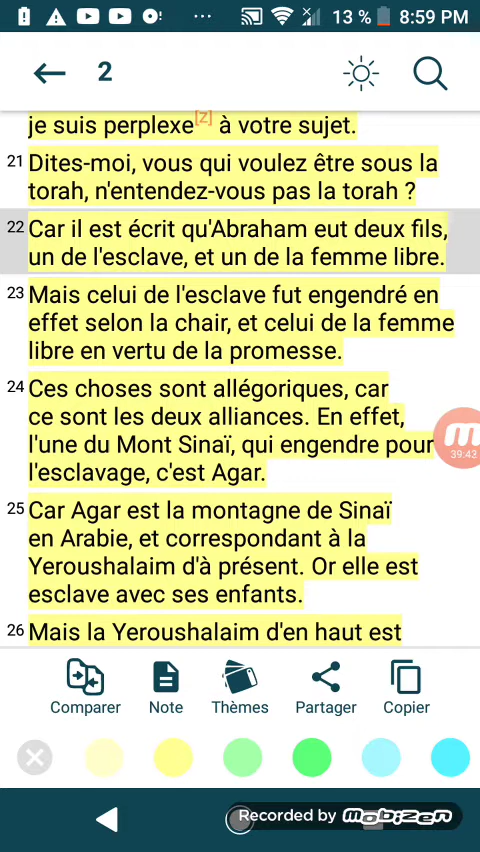 13 % 8:59 PM
2
je suis perplexe[Z] à votre sujet.
21 Dites-moi, vous qui voulez être sous la
torah, n'entendez-vous pas la torah ?
22 Car il est écrit qu'Abraham eut deux fils,
un de l'esclave, et un de la femme libre.
23 Mais celui de l'esclave fut engendré en
effet selon la chair, et celui de la femme
libre en vertu de la promesse.
24 Ces choses sont allégoriques, car
ce sont les deux alliances. En effet,
l'une du Mont Sinaï, qui engendre pour
l'esclavage, c'est Agar.
39:43
25 Car Agar est la montagne de Sinaï
en Arabie, et correspondant à la
Yeroushalaim d'à présent. Or elle est
esclave avec ses enfants.
26 Mais la Yeroushalaim d'en haut est
Comparer Note Thèmes Partager Copier
Recorded by Mobizen